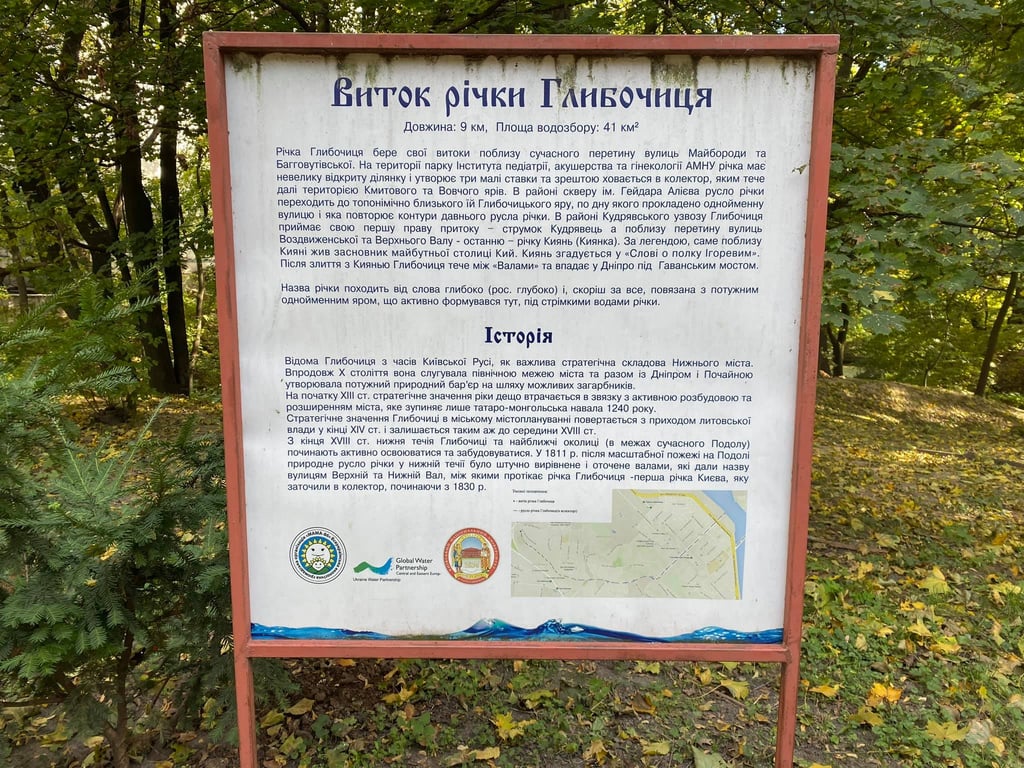 Виток річки Глибочиця
Довжина: 9 км, Площа водозбору: 41 км²
Річка Глибочиця бере свої витоки поблизу сучасного перетину вулиць Майбороди та
Багговутівської. На території парку Інститута педіатрії, акушерства та гінекології АМНУ річка має
невелику відкриту ділянку і утворює три малі ставки та зрештою ховається в колектор, яким тече
далі територією Кмитового та Вовчого ярів. В районі скверу ім. Гейдара Алієва русло річки
переходить до топонімічно близького їй Глибочицького яру, по дну якого прокладено однойменну
вулицю і яка повторює контури давнього русла річки. В районі Кудрявського узвозу Глибочиця
приймає свою першу праву притоку – струмок Кудрявець а поблизу перетину вулиць
Воздвиженської та Верхнього Валу - останню – річку Киянь (Киянка). За легендою, саме поблизу
Кияні жив засновник майбутньої столиці Кий. Киянь згадується у «Слові о полку Ігоревим».
Після злиття з Киянью Глибочиця тече між «Валами» та впадає у Дніпро під Гаванським мостом.
Назва річки походить від слова глибоко (рос. глубоко) і, скоріш за все, повязана з потужним
однойменним яром, що активно формувався тут, під стрімкими водами річки.
Історія
Відома Глибочиця з часів Київської Русі, як важлива стратегічна складова Нижнього міста.
Впродовж X століття вона слугувала північною межею міста та разом із Дніпром і Почайною
утворювала потужний природний бар'єр на шляху можливих загарбників.
На початку XIII ст. стратегічне значення ріки дещо втрачається в звязку з активною розбудовою та
розширенням міста, яке зупиняє лише татаро-монгольська навала 1240 року.
Стратегічне значення Глибочиці в міському містоплануванні повертається з приходом литовської
влади у кінці XIV ст. і залишається таким аж до середини XVIII ст.
З кінця XVIII ст. нижня течія Глибочиці та найближчі околиці (в межах сучасного Подолу)
починають активно освоюватися та забудовуватися. У 1811 р. після масштабної пожежі на Подолі
природне русло річки у нижній течії було штучно вирівнене і оточене валами, які дали назву
вулицям Верхній та Нижній Вал, між якими протікає річка Глибочиця -перша річка Києва, яку
заточили в колектор, починаючи з 1830 р.
"МАМА-86"
Global Water
Partnership
Central and Eastern Europe
Ukraine Water Partnership